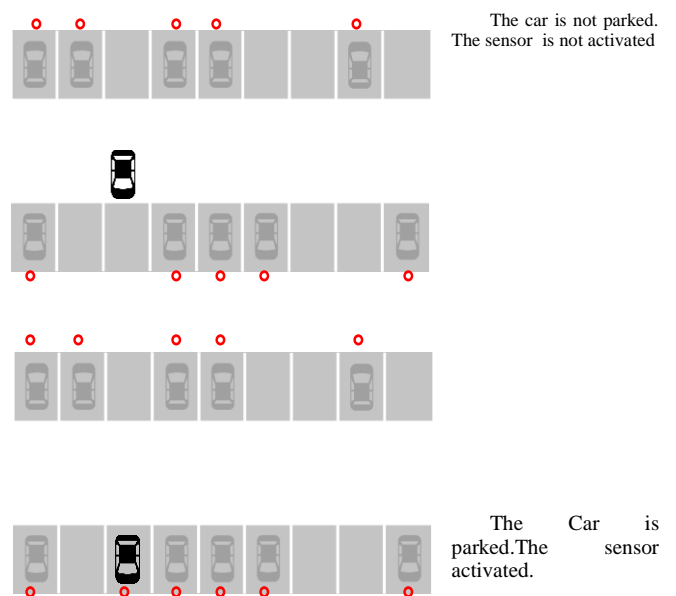 The car is not parked.
The sensor is not activated
The Car is
parked.The sensor
activated.